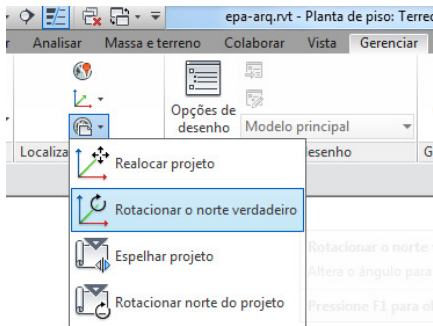 epa-arq.rvt - Planta de piso: Terre
r Analisar Massa e terreno Colaborar Vista Gerenciar
Opções de
desenho
Modelo principal
Localiza
esenho
G
Realocar projeto
Rotacionar o norte verdadeiro
Espelhar projeto
Rotacionar norte do projeto
Rotacionar o norte
Altera o ângulo para
Pressione F1 para o